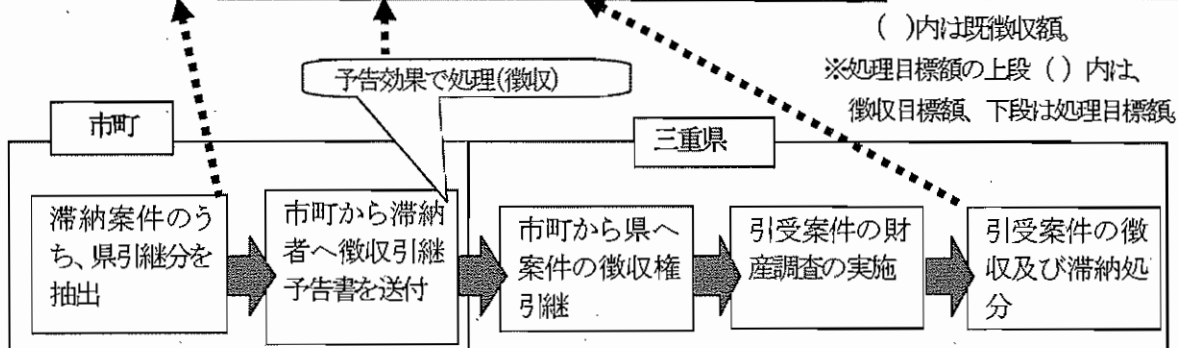 ( )内は既徴収額。
※処理目標額の上段 ( ) 内は、
徴収目標額、下段は処理目標額。
予告効果で処理(徴収)
市町
三重県
滞納案件のう
ち、県引継分を
抽出
市町から滞納
者へ徴収引継
予告書を送付
市町から県へ
案件の徴収権
引継
引受案件の財
産調査の実施
引受案件の徴
収及び滞納処
分